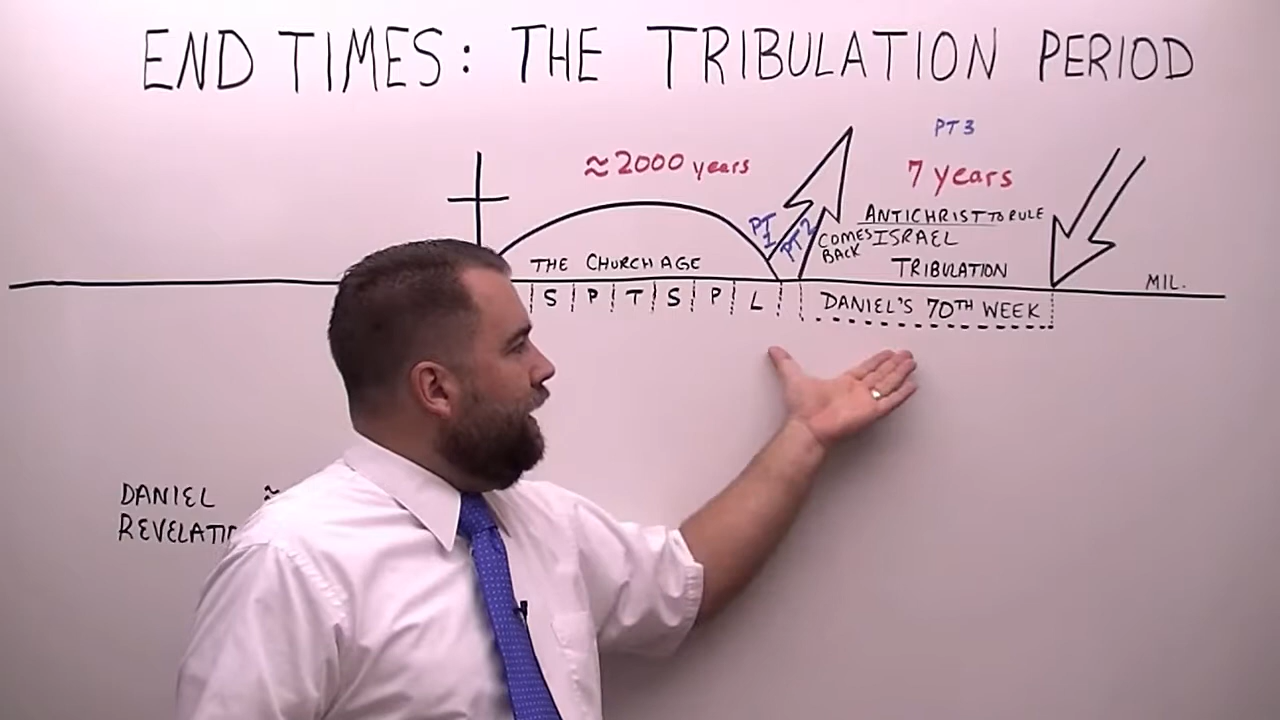 END TIMES: THE TRIBULATION PERIOD
PT 3
≈ 2000 years
7 years
ANTICHRIST TO RULE
PT 1
PT 2
COMES BACK
ISRAEL
THE CHURCH AGE
TRIBULATION
MIL.
S P T S P L
DANIEL'S 70TH WEEK
DANIEL ≈
REVELATI